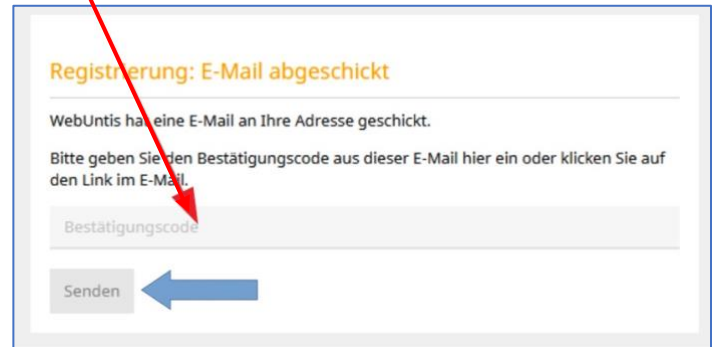 Registrierung: E-Mail abgeschickt
WebUntis hat eine E-Mail an Ihre Adresse geschickt.
Bitte geben Sie den Bestätigungscode aus dieser E-Mail hier ein oder klicken Sie auf
den Link im E-Mail.
Bestätigungscode
Senden